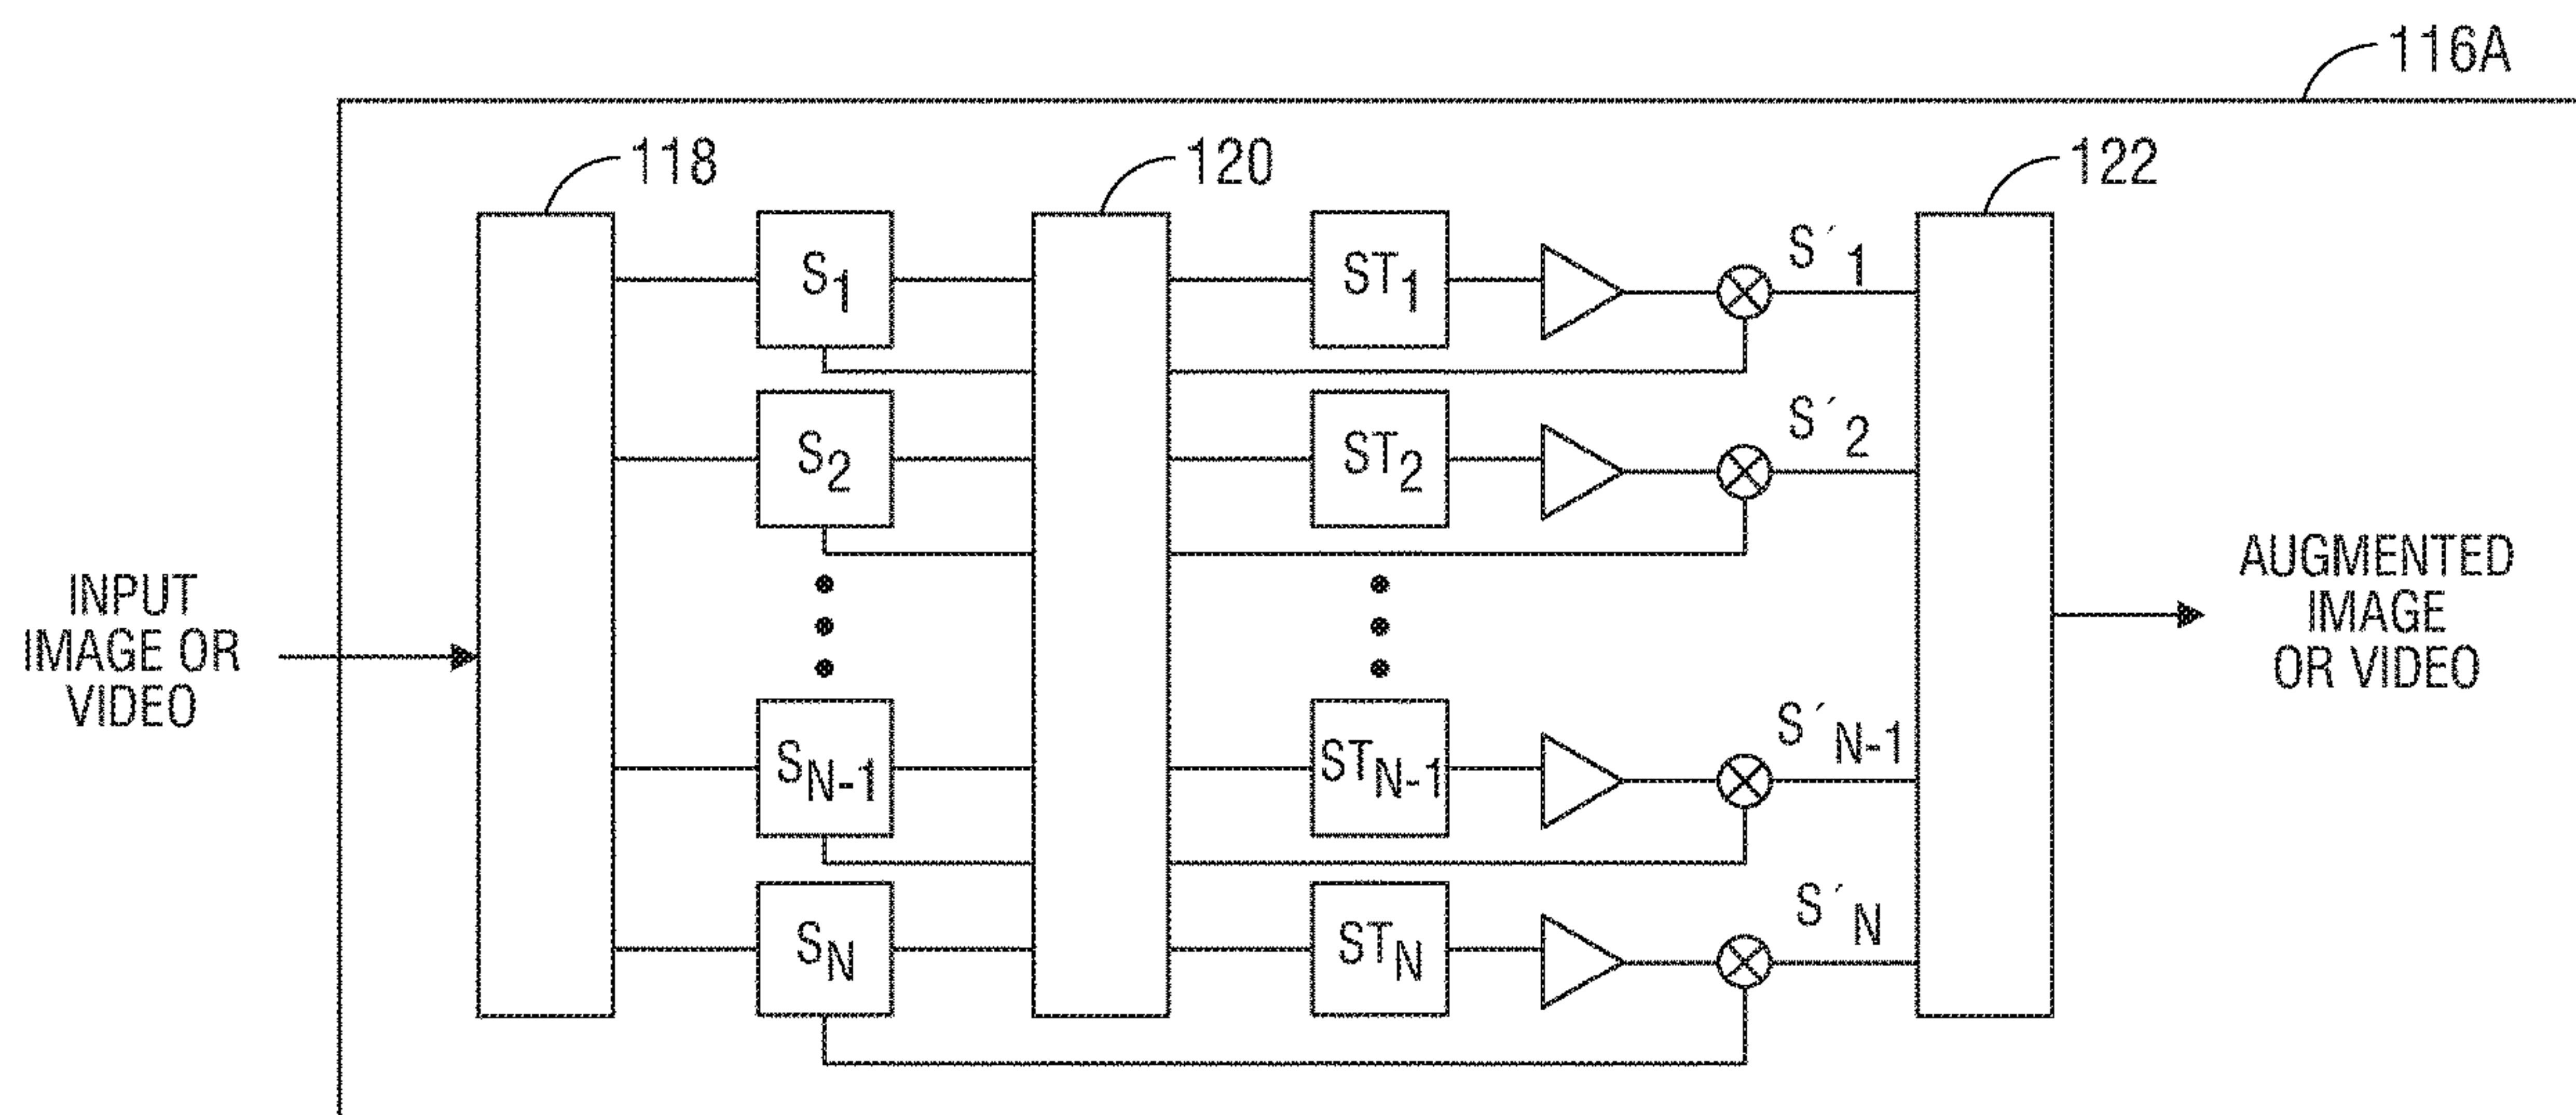 116A
118
120
122
S1
ST1
S´1
S2
ST2
S´2
INPUT
IMAGE OR
VIDEO
AUGMENTED
IMAGE
OR VIDEO
SN-1
STN-1
S´N-1
SN
STN
S´N